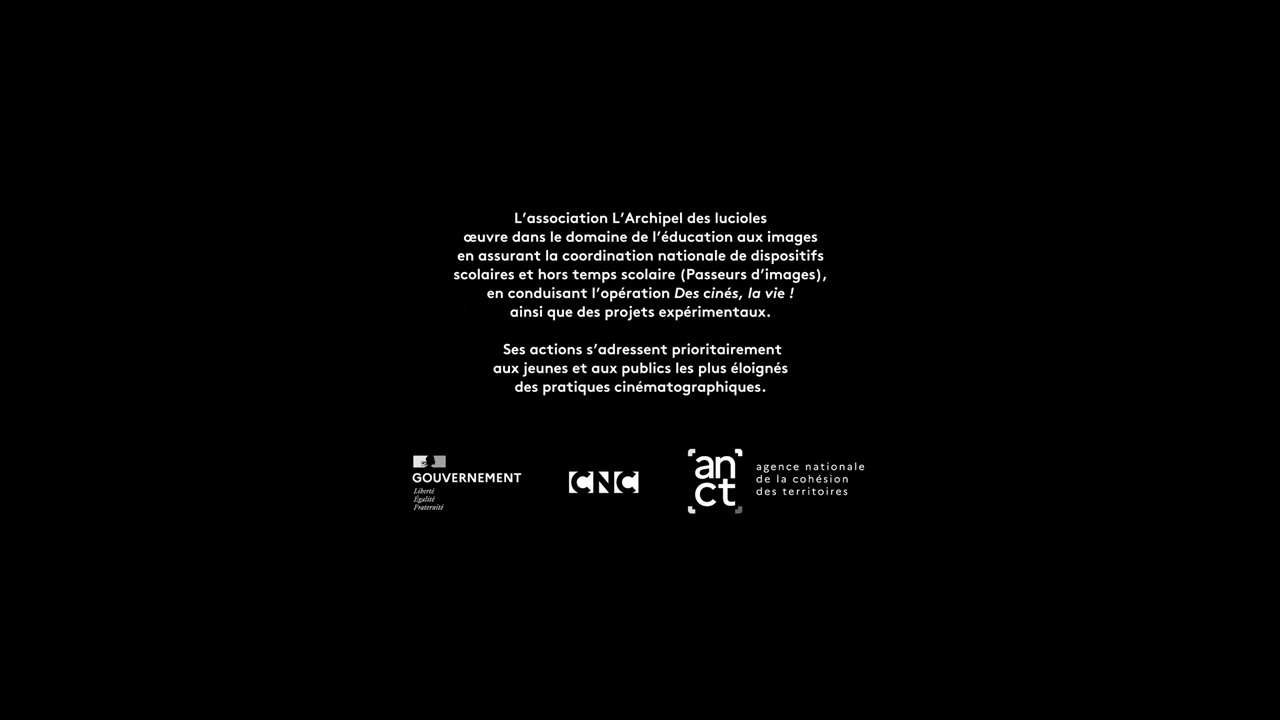 L’association L’Archipel des lucioles
œuvre dans le domaine de l’éducation aux images
en assurant la coordination nationale de dispositifs
scolaires et hors temps scolaire (Passeurs d’images),
en conduisant l’opération Des cinés, la vie !
ainsi que des projets expérimentaux.
Ses actions s’adressent prioritairement
aux jeunes et aux publics les plus éloignés
des pratiques cinématographiques.
GOUVERNEMENT
Liberté
Égalité
Fraternité
CNC
an
ct
agence nationale
de la cohésion
des territoires